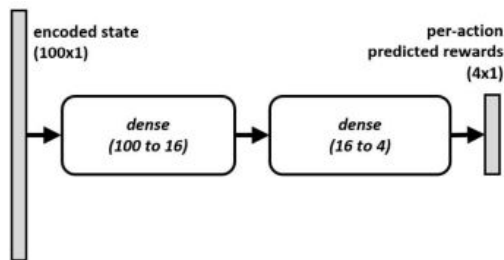 encoded state
(100x1)
per-action
predicted rewards
(4x1)
dense
(100 to 16)
dense
(16 to 4)